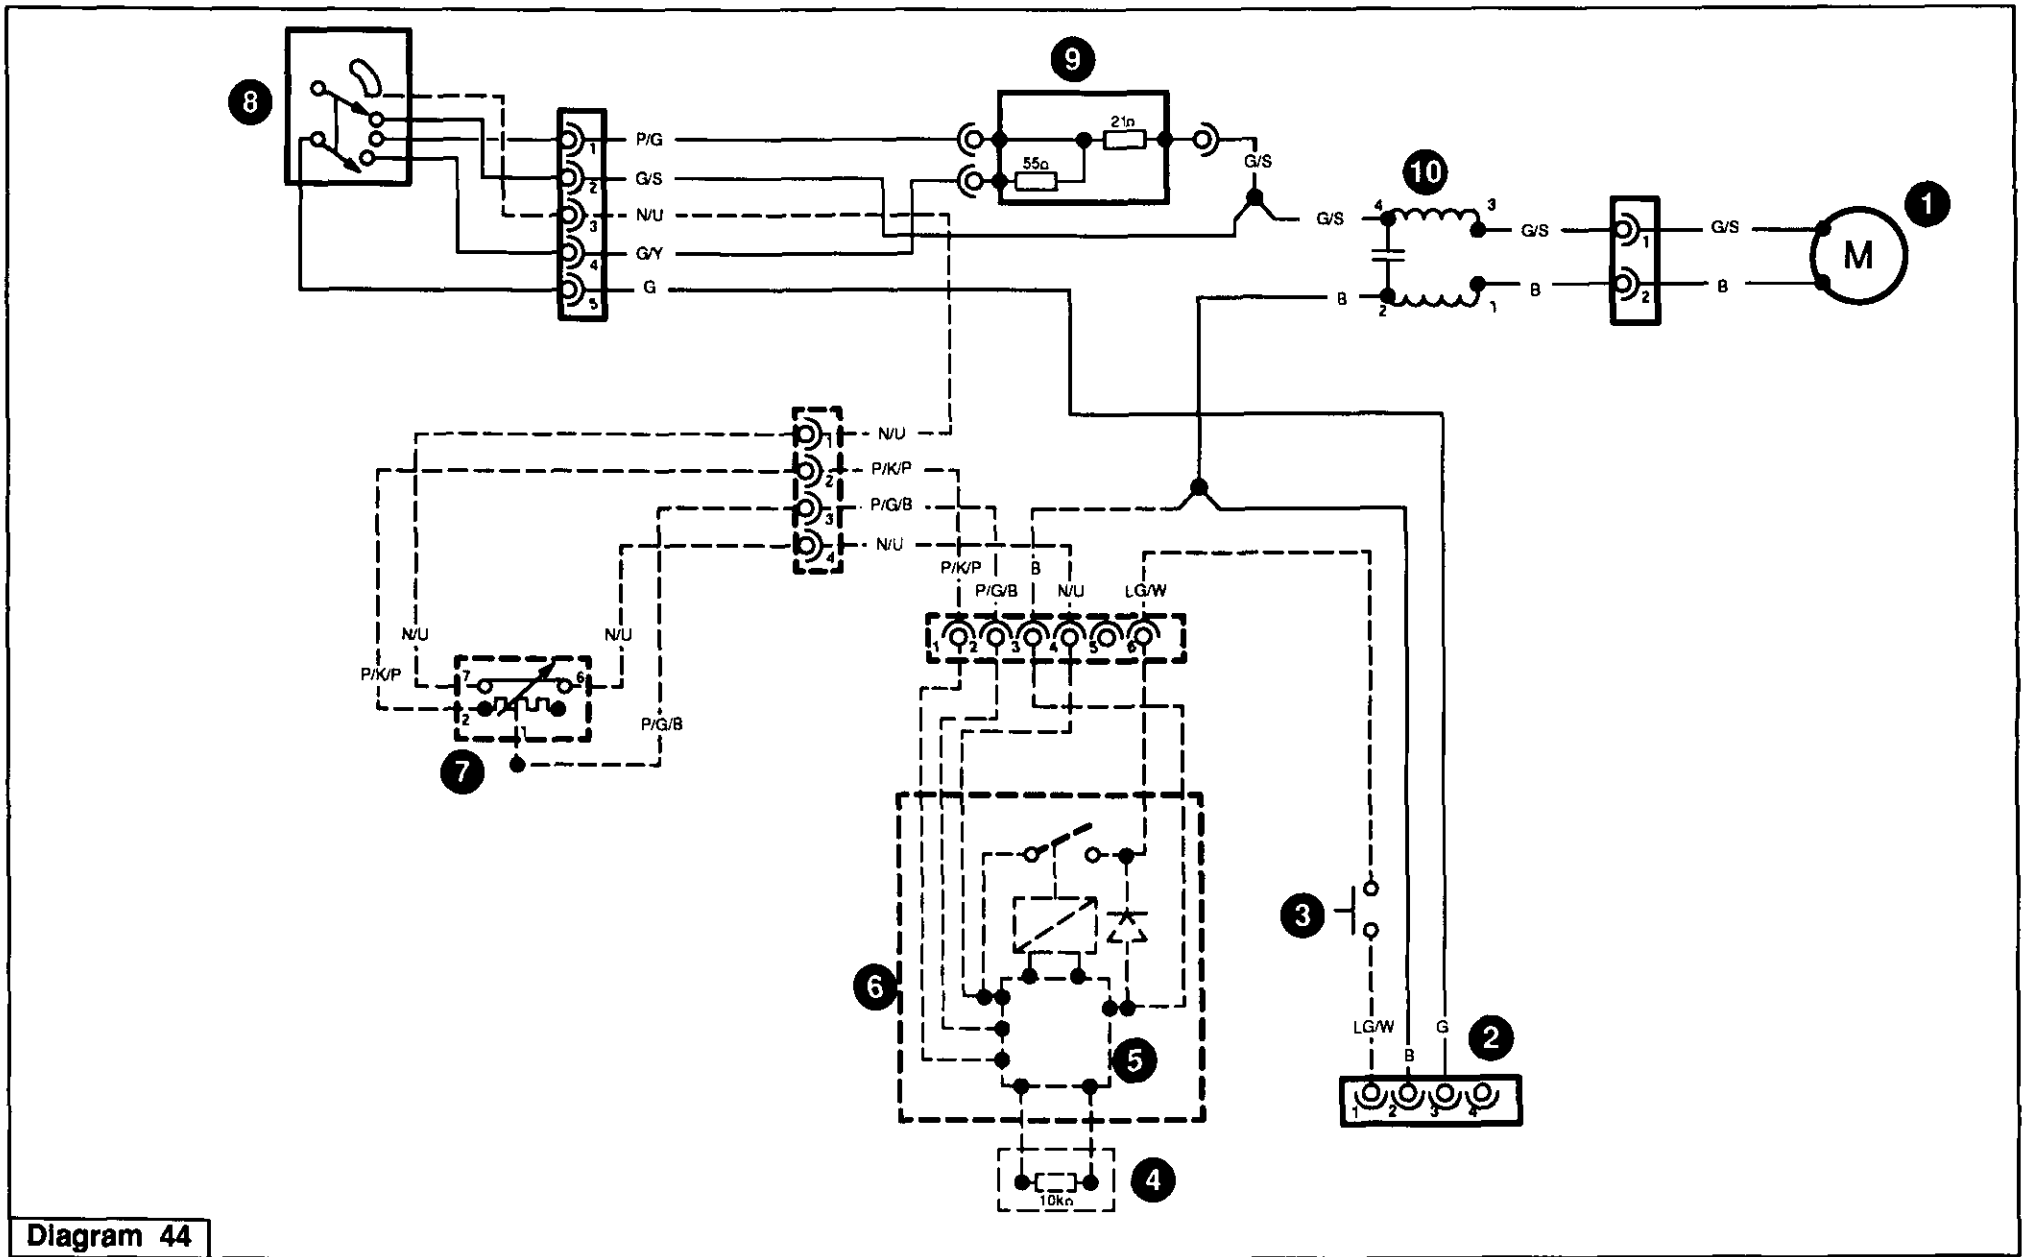 9
8
21Ω
1 P/G
G/S
55Ω
10
2 G/S
1
4 3
3 N/U
G/S G/S 1 G/S
M
4 G/Y
5 G
B 2 1 B 2 B
1 N/U
2 P/K/P
3 P/G/B
4 N/U
P/K/P B
P/G/B N/U LG/W
N/U N/U
1 2 3 4 5 6
P/K/P 7 6
2 1 P/G/B
7
3
6
LG/W G 2
B
5
1 2 3 4
4
10kΩ
Diagram 44